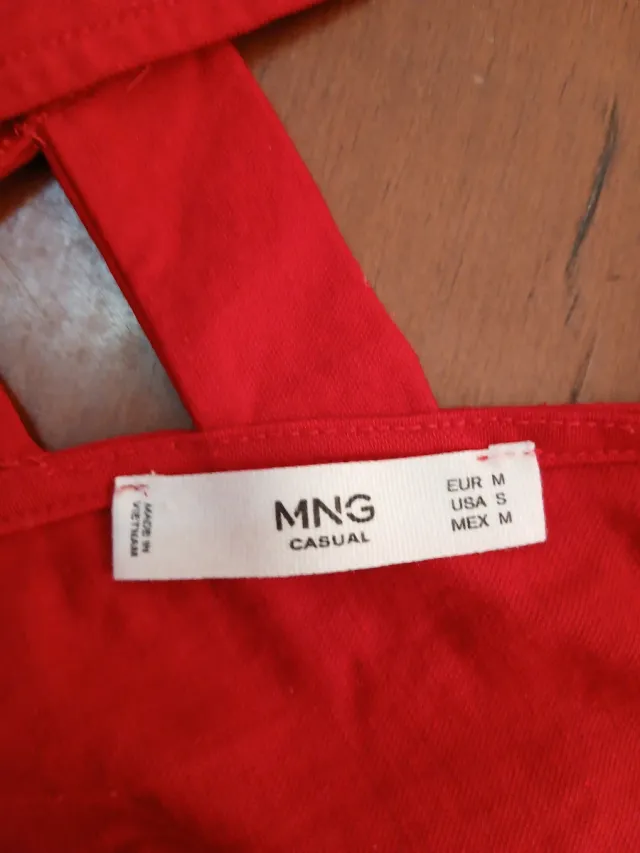 MADE IN
VIETNAM
MNG
CASUAL
EUR M
USA S
MEX M